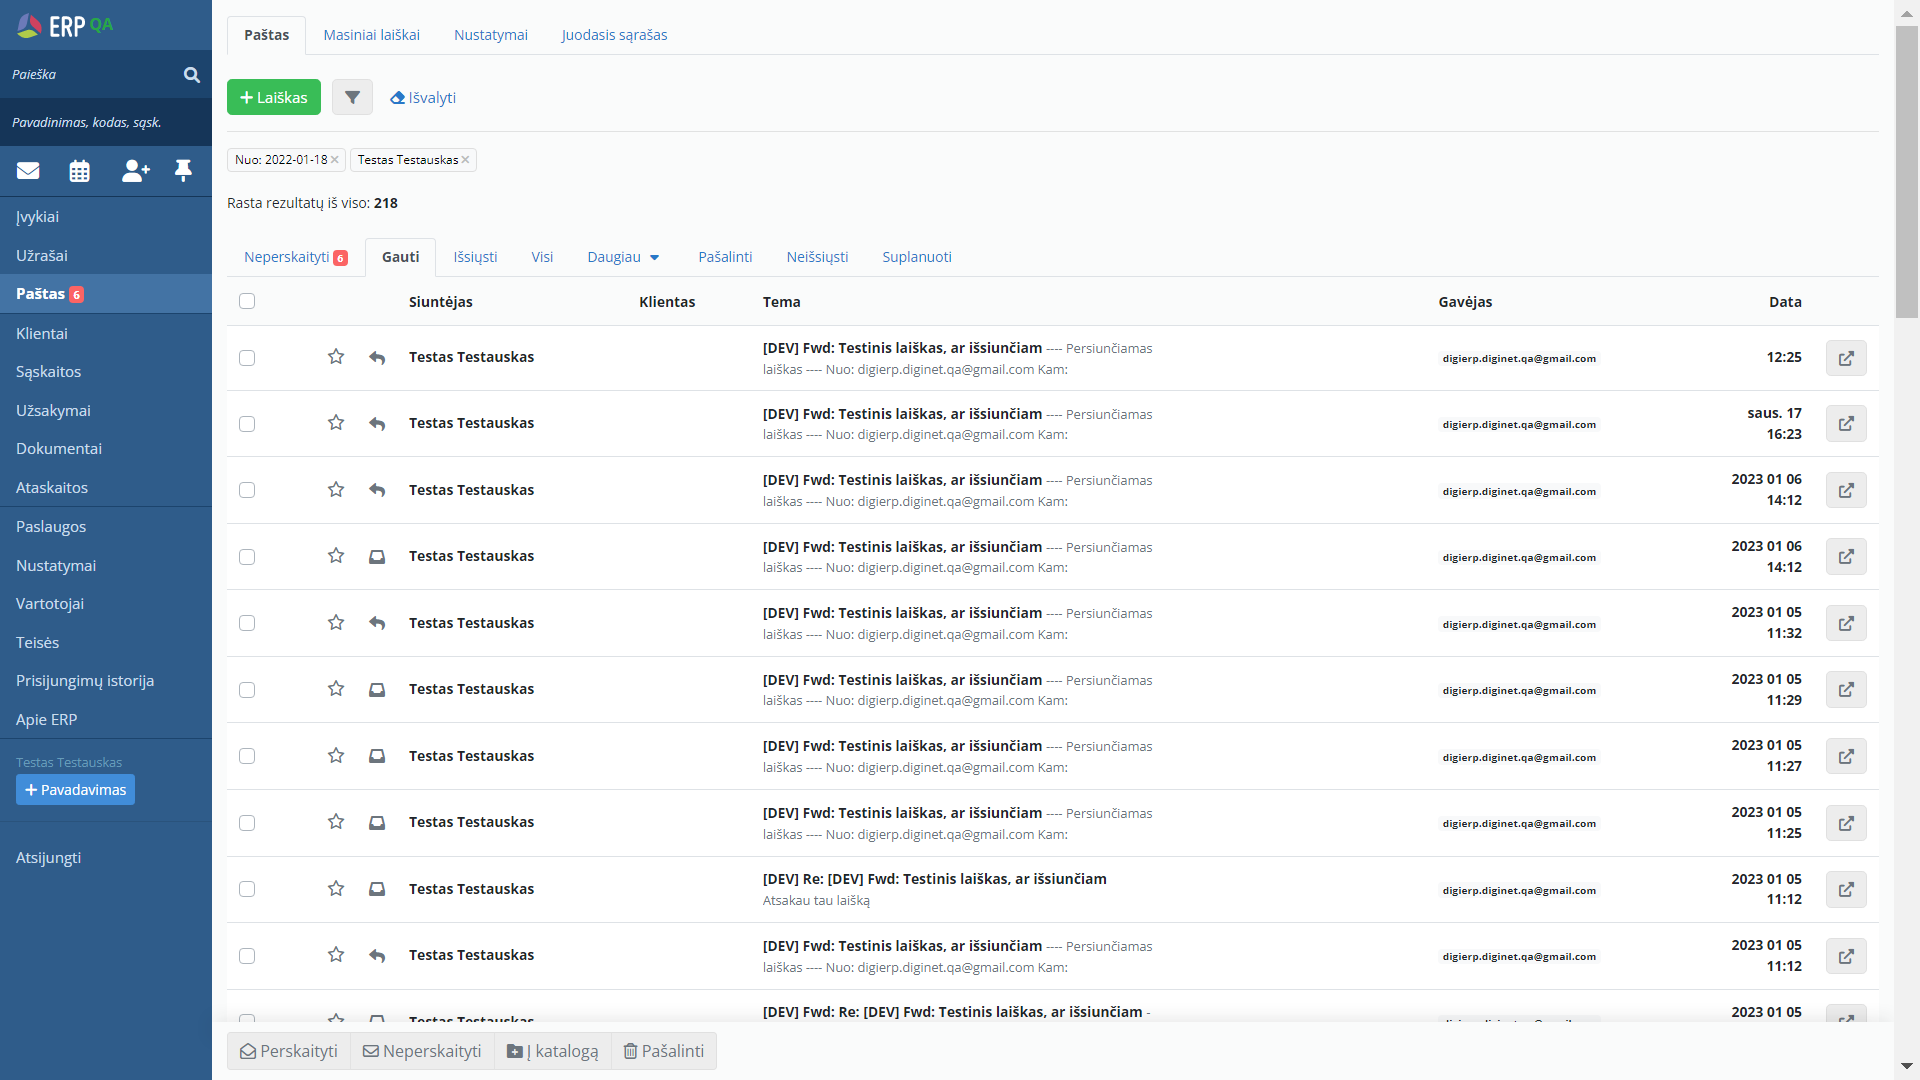 ERP QA
Paieška
Pavadinimas, kodas, sąsk.
Įvykiai
Užrašai
Paštas 6
Klientai
Sąskaitos
Užsakymai
Dokumentai
Ataskaitos
Paslaugos
Nustatymai
Vartotojai
Teisės
Prisijungimų istorija
Apie ERP
Testas Testauskas
Pavadavimas
Atsijungti
Paštas Masiniai laiškai Nustatymai Juodasis sąrašas
Laiškas Išvalyti
Nuo: 2022-01-18 Testas Testauskas
Rasta rezultatų iš viso: 218
Neperskaityti 6 Gauti Išsiųsti Visi Daugiau Pašalinti Neišsiųsti Suplanuoti
Siuntėjas Klientas Tema Gavėjas Data
Testas Testauskas [DEV] Fwd: Testinis laiškas, ar išsiunčiam ---- Persiunčiamas digierp.diginet.qa@gmail.com 12:25
laiškas ---- Nuo: digierp.diginet.qa@gmail.com Kam:
Testas Testauskas [DEV] Fwd: Testinis laiškas, ar išsiunčiam ---- Persiunčiamas digierp.diginet.qa@gmail.com saus. 17
laiškas ---- Nuo: digierp.diginet.qa@gmail.com Kam: 16:23
Testas Testauskas [DEV] Fwd: Testinis laiškas, ar išsiunčiam ---- Persiunčiamas digierp.diginet.qa@gmail.com 2023 01 06
laiškas ---- Nuo: digierp.diginet.qa@gmail.com Kam: 14:12
Testas Testauskas [DEV] Fwd: Testinis laiškas, ar išsiunčiam ---- Persiunčiamas digierp.diginet.qa@gmail.com 2023 01 06
laiškas ---- Nuo: digierp.diginet.qa@gmail.com Kam: 14:12
Testas Testauskas [DEV] Fwd: Testinis laiškas, ar išsiunčiam ---- Persiunčiamas digierp.diginet.qa@gmail.com 2023 01 05
laiškas ---- Nuo: digierp.diginet.qa@gmail.com Kam: 11:32
Testas Testauskas [DEV] Fwd: Testinis laiškas, ar išsiunčiam ---- Persiunčiamas digierp.diginet.qa@gmail.com 2023 01 05
laiškas ---- Nuo: digierp.diginet.qa@gmail.com Kam: 11:29
Testas Testauskas [DEV] Fwd: Testinis laiškas, ar išsiunčiam ---- Persiunčiamas digierp.diginet.qa@gmail.com 2023 01 05
laiškas ---- Nuo: digierp.diginet.qa@gmail.com Kam: 11:27
Testas Testauskas [DEV] Fwd: Testinis laiškas, ar išsiunčiam ---- Persiunčiamas digierp.diginet.qa@gmail.com 2023 01 05
laiškas ---- Nuo: digierp.diginet.qa@gmail.com Kam: 11:25
Testas Testauskas [DEV] Re: [DEV] Fwd: Testinis laiškas, ar išsiunčiam digierp.diginet.qa@gmail.com 2023 01 05
Atsakau tau laišką 11:12
Testas Testauskas [DEV] Fwd: Testinis laiškas, ar išsiunčiam ---- Persiunčiamas digierp.diginet.qa@gmail.com 2023 01 05
laiškas ---- Nuo: digierp.diginet.qa@gmail.com Kam: 11:12
Testas Testauskas [DEV] Fwd: Re: [DEV] Fwd: Testinis laiškas, ar išsiunčiam - 2023 01 05
Perskaityti Neperskaityti Į katalogą Pašalinti